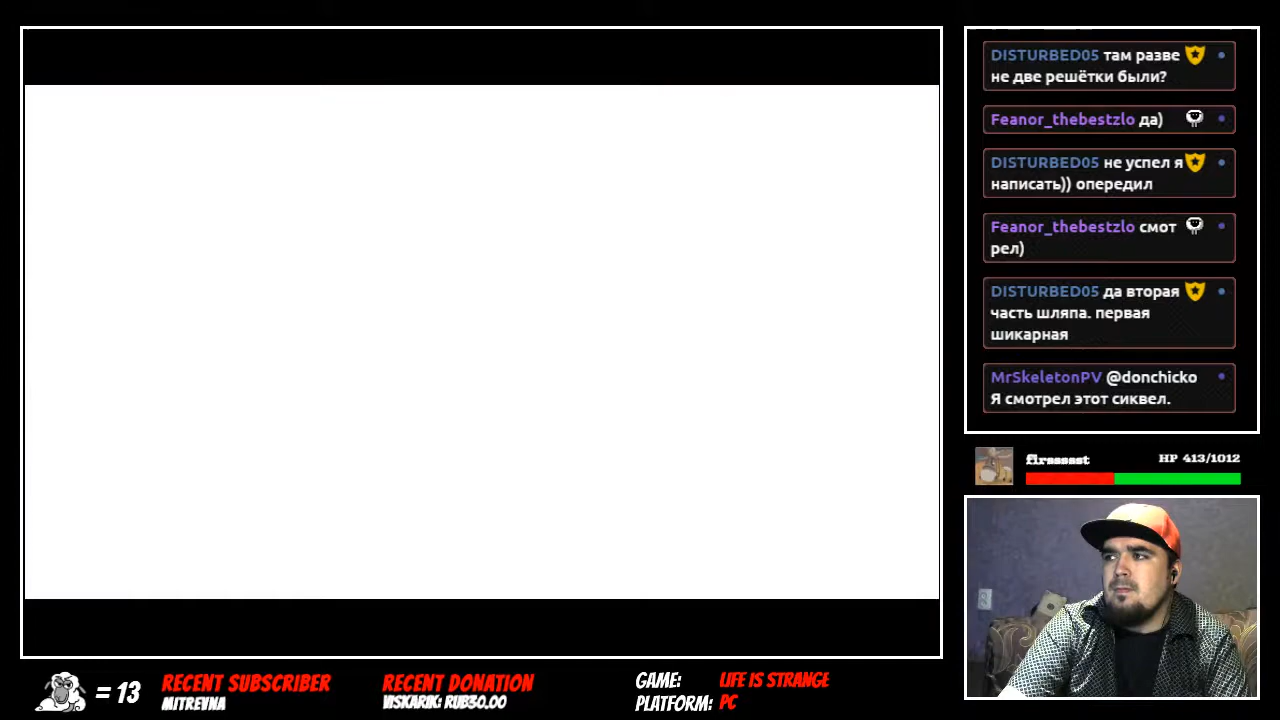 DISTURBED05 там разве
не две решётки были?
Feanor_thebestzlo да)
DISTURBED05 не успел я
написать)) опередил
Feanor_thebestzlo смот
рел)
DISTURBED05 да вторая
часть шляпа. первая
шикарная
MrSkeletonPV @donchicko
Я смотрел этот сиквел.
flrssssst HP 413/1012
= 13
RECENT SUBSCRIBER
MITREVNA
RECENT DONATION
VISKARIK: RUB30.00
GAME: LIFE IS STRANGE
PLATFORM: PC